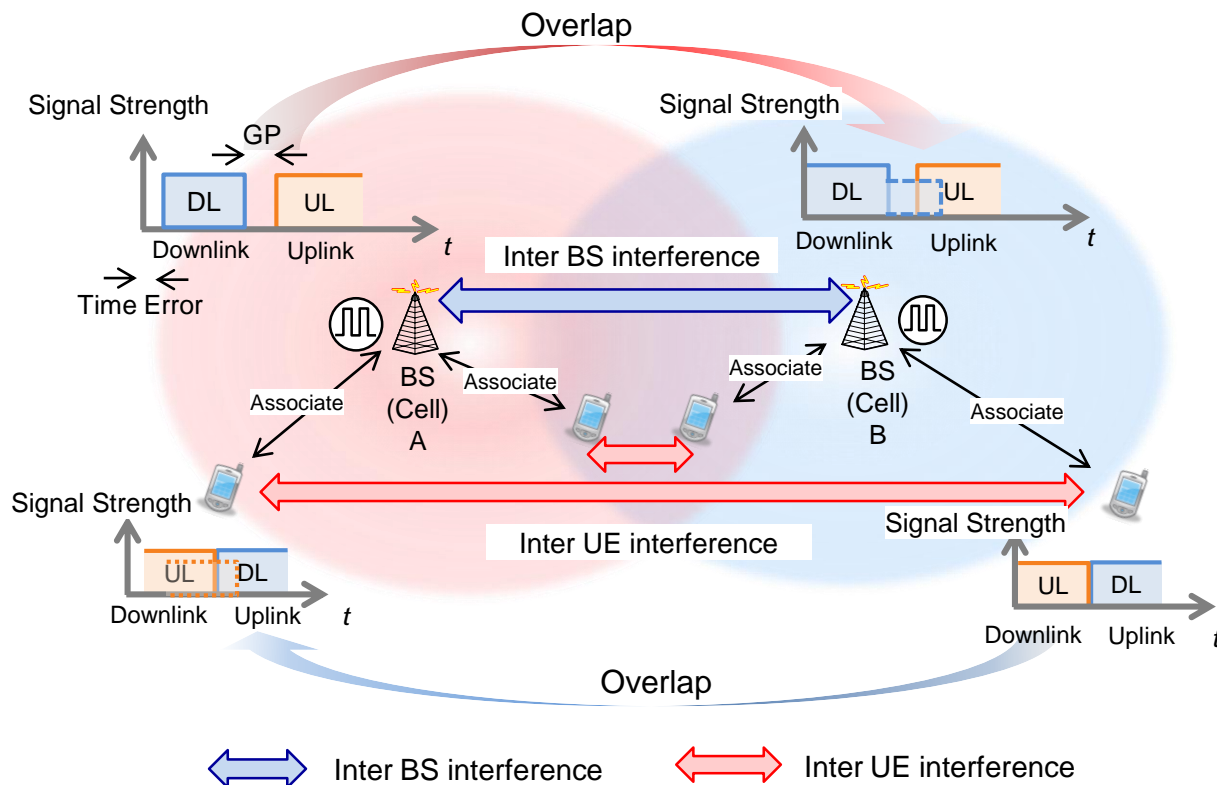 Overlap
Signal Strength
GP
DL
UL
Downlink
Uplink
t
Time Error
Signal Strength
DL
UL
Downlink
Uplink
t
Inter BS interference
BS
(Cell)
A
BS
(Cell)
B
Associate
Associate
Associate
Associate
Signal Strength
UL
DL
Downlink
Uplink
t
Inter UE interference
Signal Strength
UL
DL
Downlink
Uplink
t
Overlap
Inter BS interference
Inter UE interference